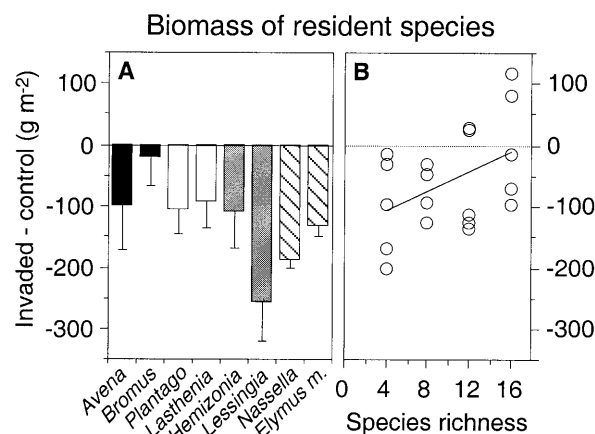 Biomass of resident species
A
B
Invaded - control (g m-2)
100
0
-100
-200
-300
100
0
-100
-200
-300
Avena
Bromus
Plantago
Lasthenia
Hemizonia
Lessingia
Nassella
Elymus m.
0 4 8 12 16
Species richness